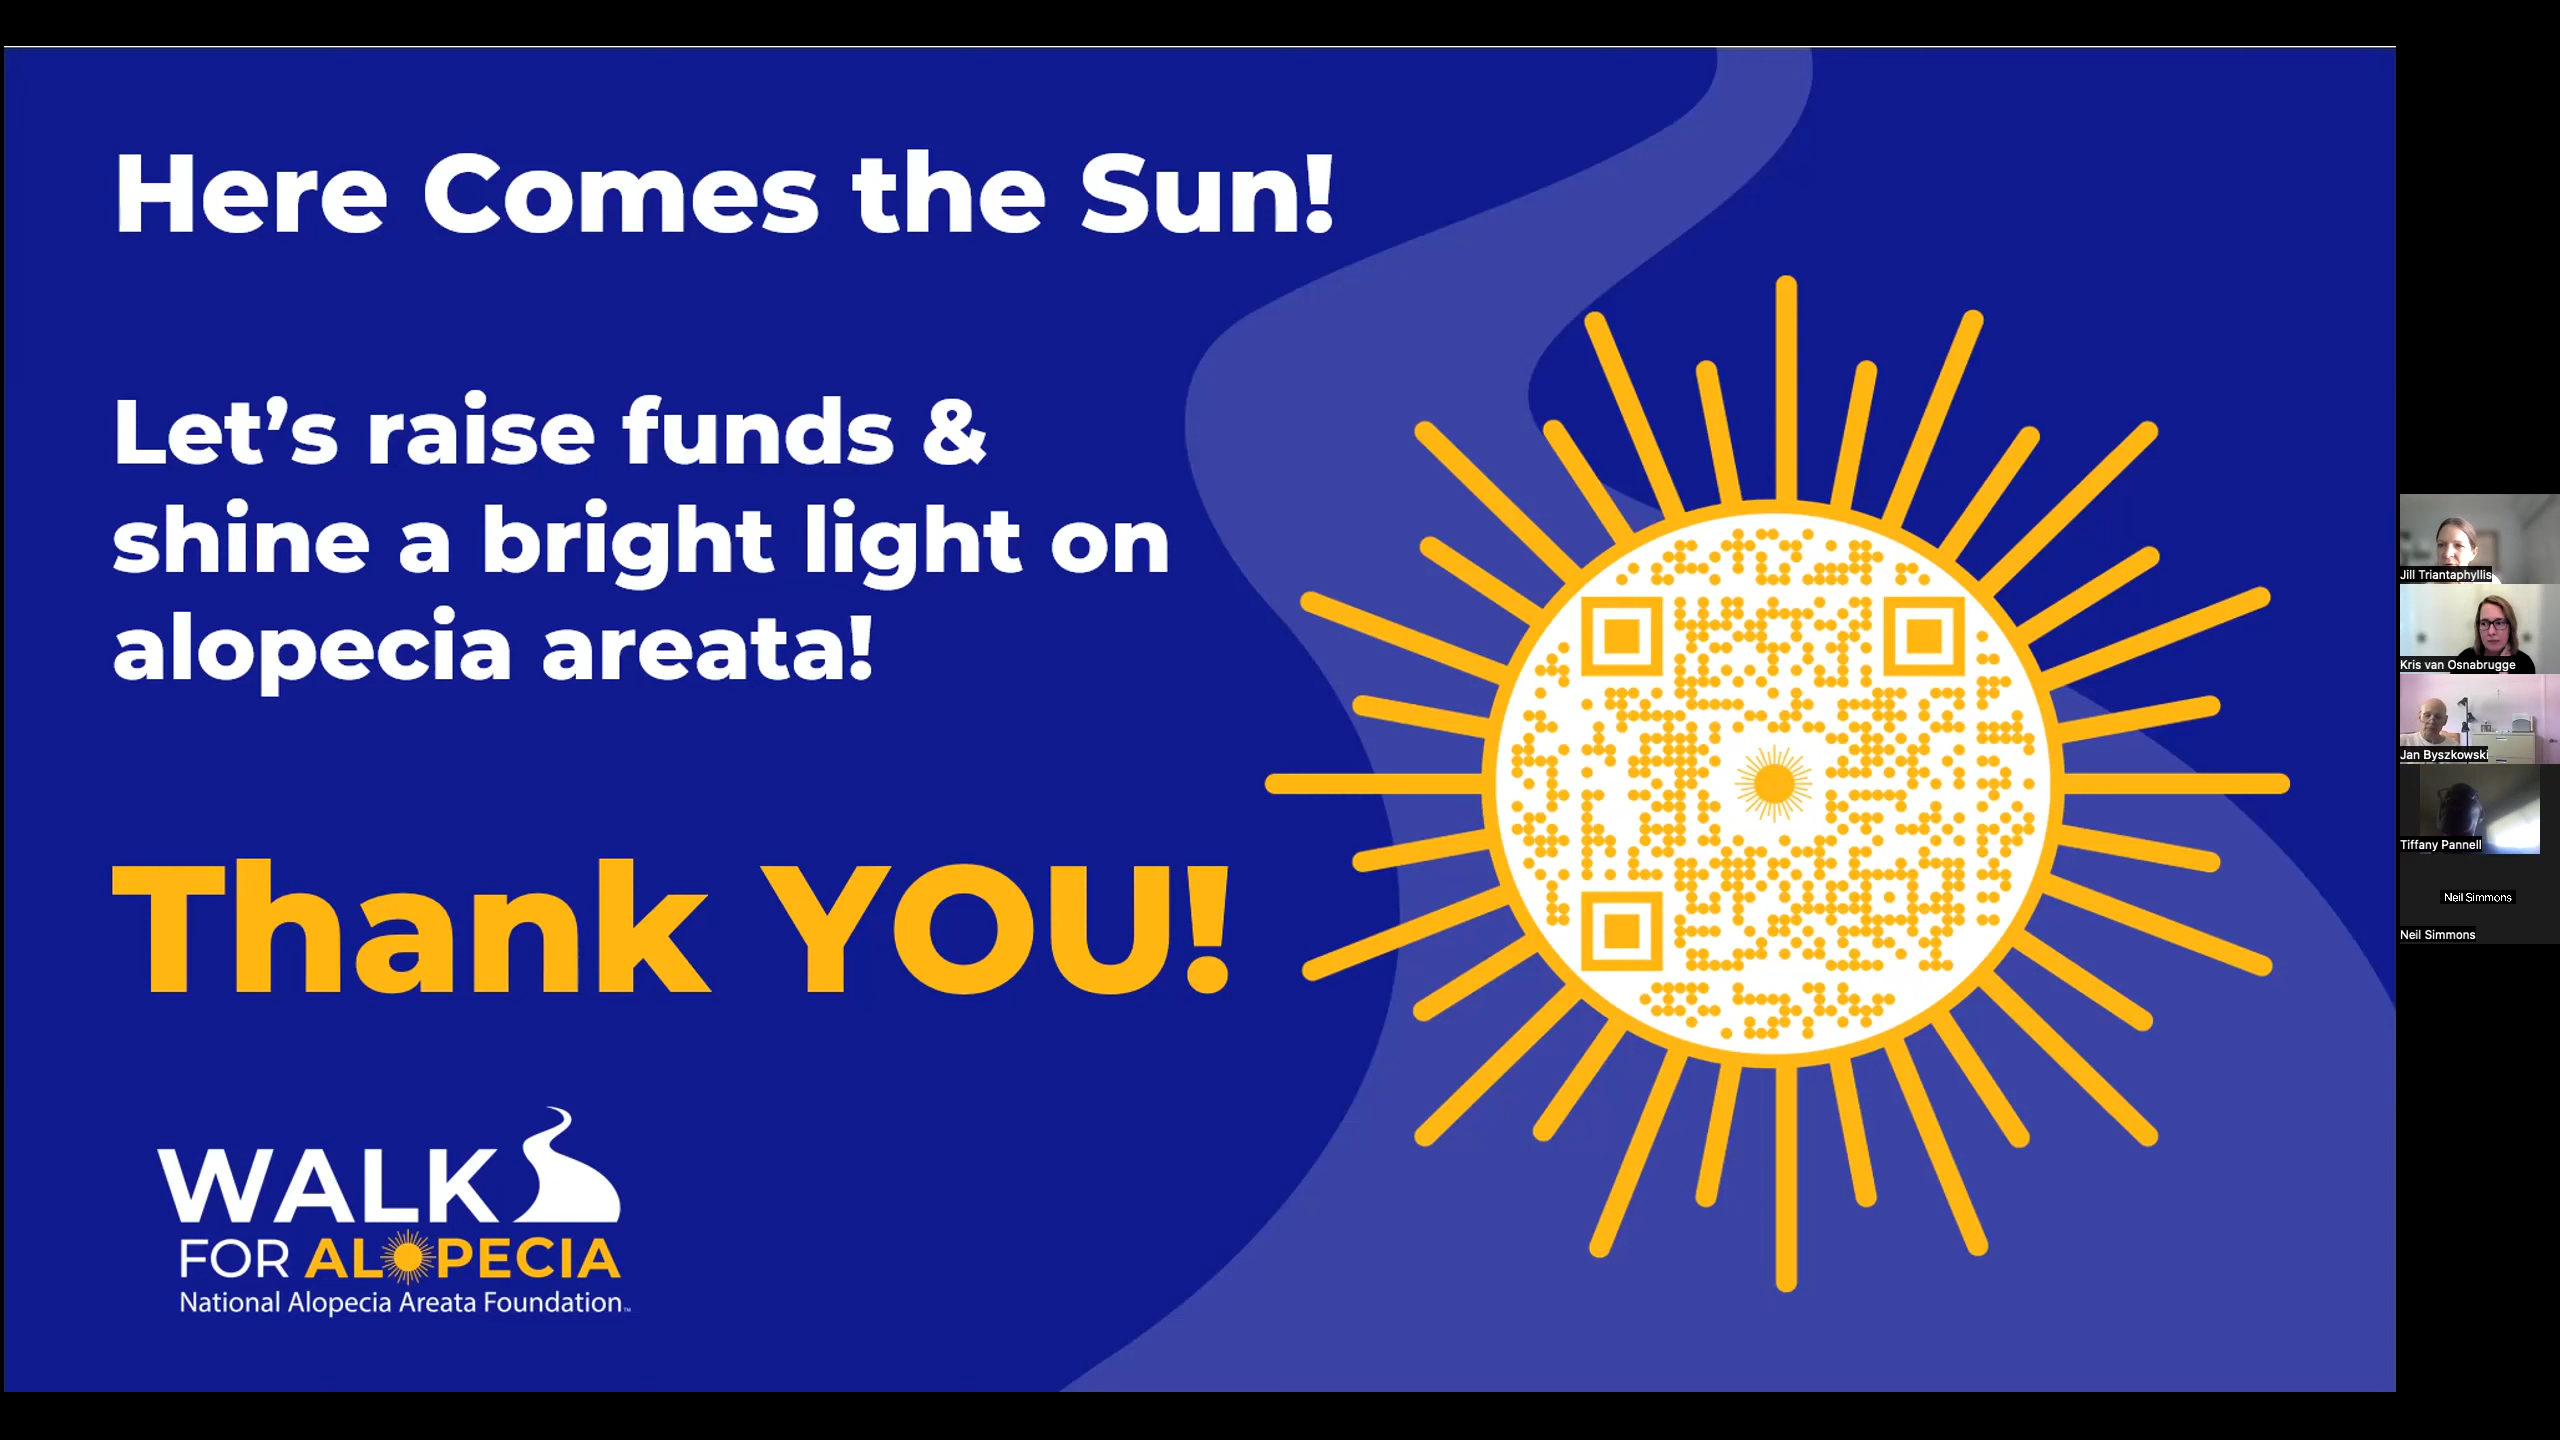 Here Comes the Sun!
Let's raise funds &
shine a bright light on
alopecia areata!
Thank YOU!
WALK
FOR ALOPECIA
National Alopecia Areata Foundation™
Jill Triantaphyllis
Kris van Osnabrugge
Jan Byszkowski
Tiffany Pannell
Neil Simmons
Neil Simmons